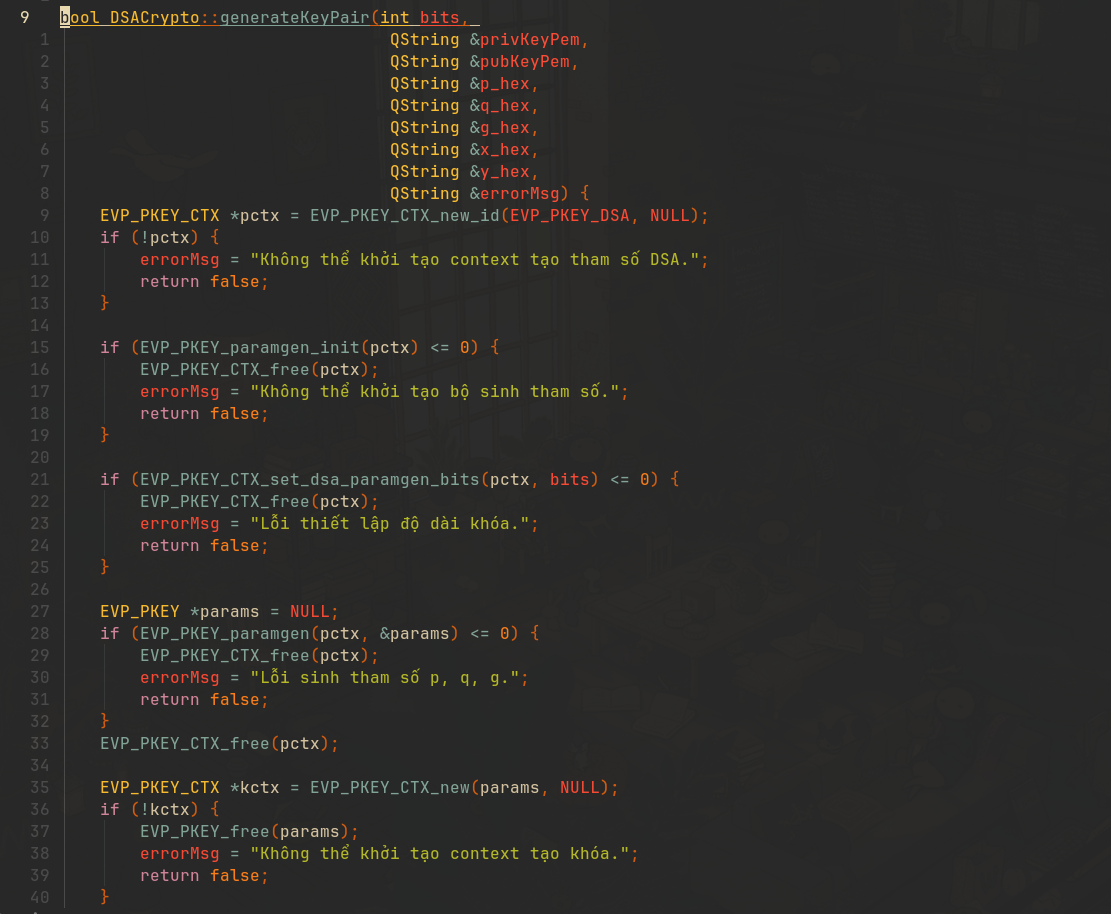 9 bool DSACrypto::generateKeyPair(int bits,
1 QString &privKeyPem,
2 QString &pubKeyPem,
3 QString &p_hex,
4 QString &q_hex,
5 QString &g_hex,
6 QString &x_hex,
7 QString &y_hex,
8 QString &errorMsg) {
9 EVP_PKEY_CTX *pctx = EVP_PKEY_CTX_new_id(EVP_PKEY_DSA, NULL);
10 if (!pctx) {
11 errorMsg = "Không thể khởi tạo context tạo tham số DSA.";
12 return false;
13 }
14
15 if (EVP_PKEY_paramgen_init(pctx) <= 0) {
16 EVP_PKEY_CTX_free(pctx);
17 errorMsg = "Không thể khởi tạo bộ sinh tham số.";
18 return false;
19 }
20
21 if (EVP_PKEY_CTX_set_dsa_paramgen_bits(pctx, bits) <= 0) {
22 EVP_PKEY_CTX_free(pctx);
23 errorMsg = "Lỗi thiết lập độ dài khóa.";
24 return false;
25 }
26
27 EVP_PKEY *params = NULL;
28 if (EVP_PKEY_paramgen(pctx, &params) <= 0) {
29 EVP_PKEY_CTX_free(pctx);
30 errorMsg = "Lỗi sinh tham số p, q, g.";
31 return false;
32 }
33 EVP_PKEY_CTX_free(pctx);
34
35 EVP_PKEY_CTX *kctx = EVP_PKEY_CTX_new(params, NULL);
36 if (!kctx) {
37 EVP_PKEY_free(params);
38 errorMsg = "Không thể khởi tạo context tạo khóa.";
39 return false;
40 }